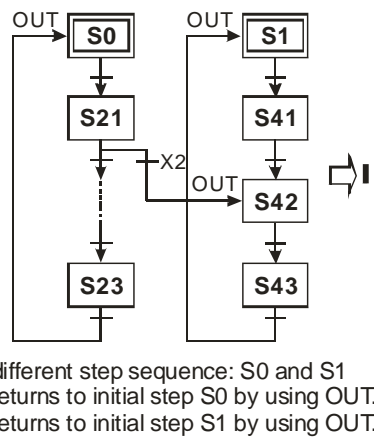 OUT
OUT
S0
S1
S21
S41
X2
OUT
S42
S23
S43
different step sequence: S0 and S1
returns to initial step S0 by using OUT.
returns to initial step S1 by using OUT.